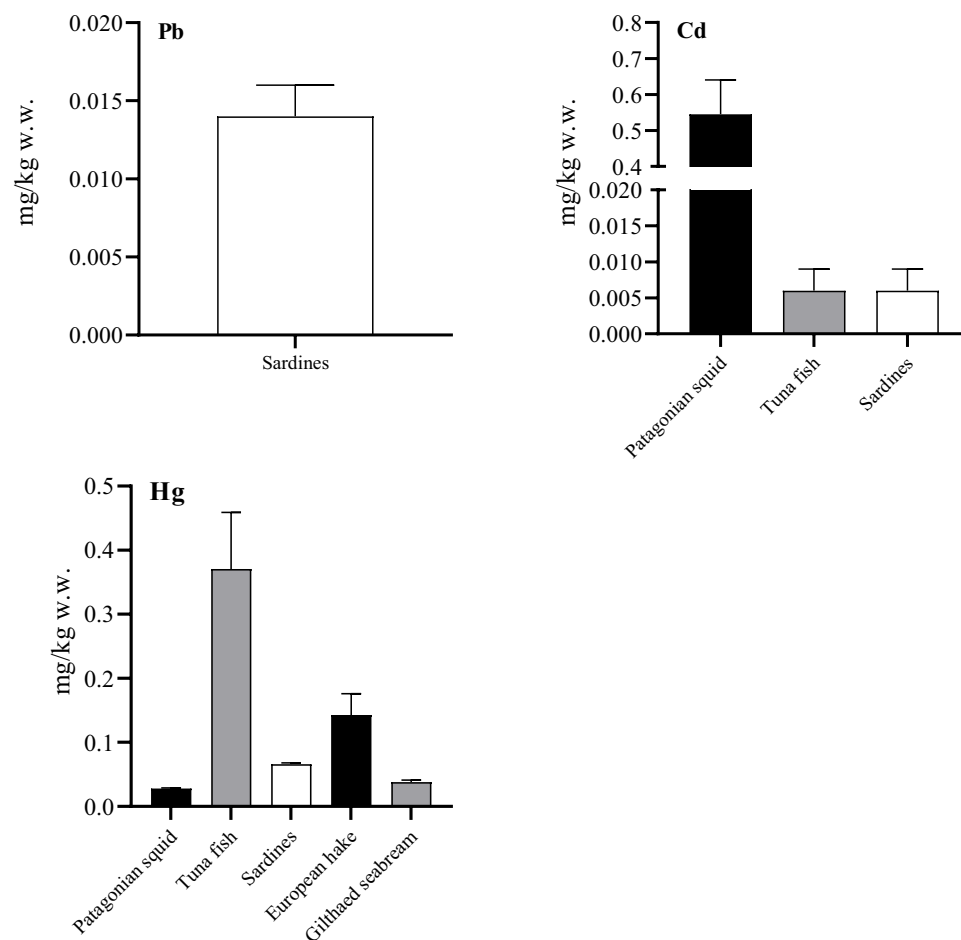 Pb
mg/kg w.w.
0.020
0.015
0.010
0.005
0.000
Sardines
Cd
mg/kg w.w.
0.8
0.7
0.6
0.5
0.4
0.020
0.015
0.010
0.005
0.000
Patagonian squid
Tuna fish
Sardines
Hg
mg/kg w.w.
0.5
0.4
0.3
0.2
0.1
0.0
Patagonian squid
Tuna fish
Sardines
European hake
Gilthaed seabream